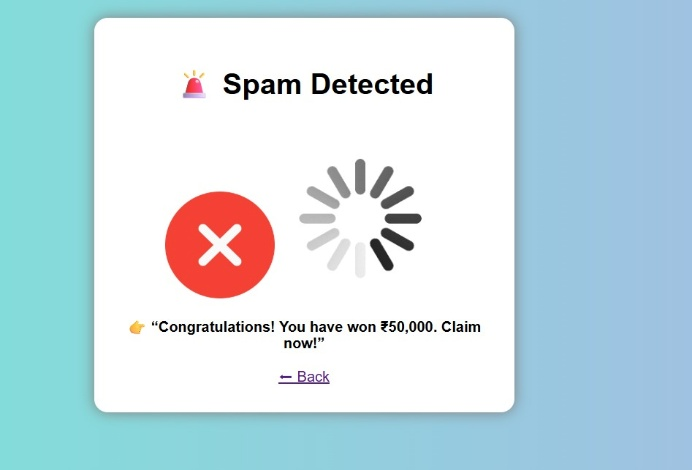 🚨 Spam Detected
👉 “Congratulations! You have won ₹50,000. Claim
now!”
← Back